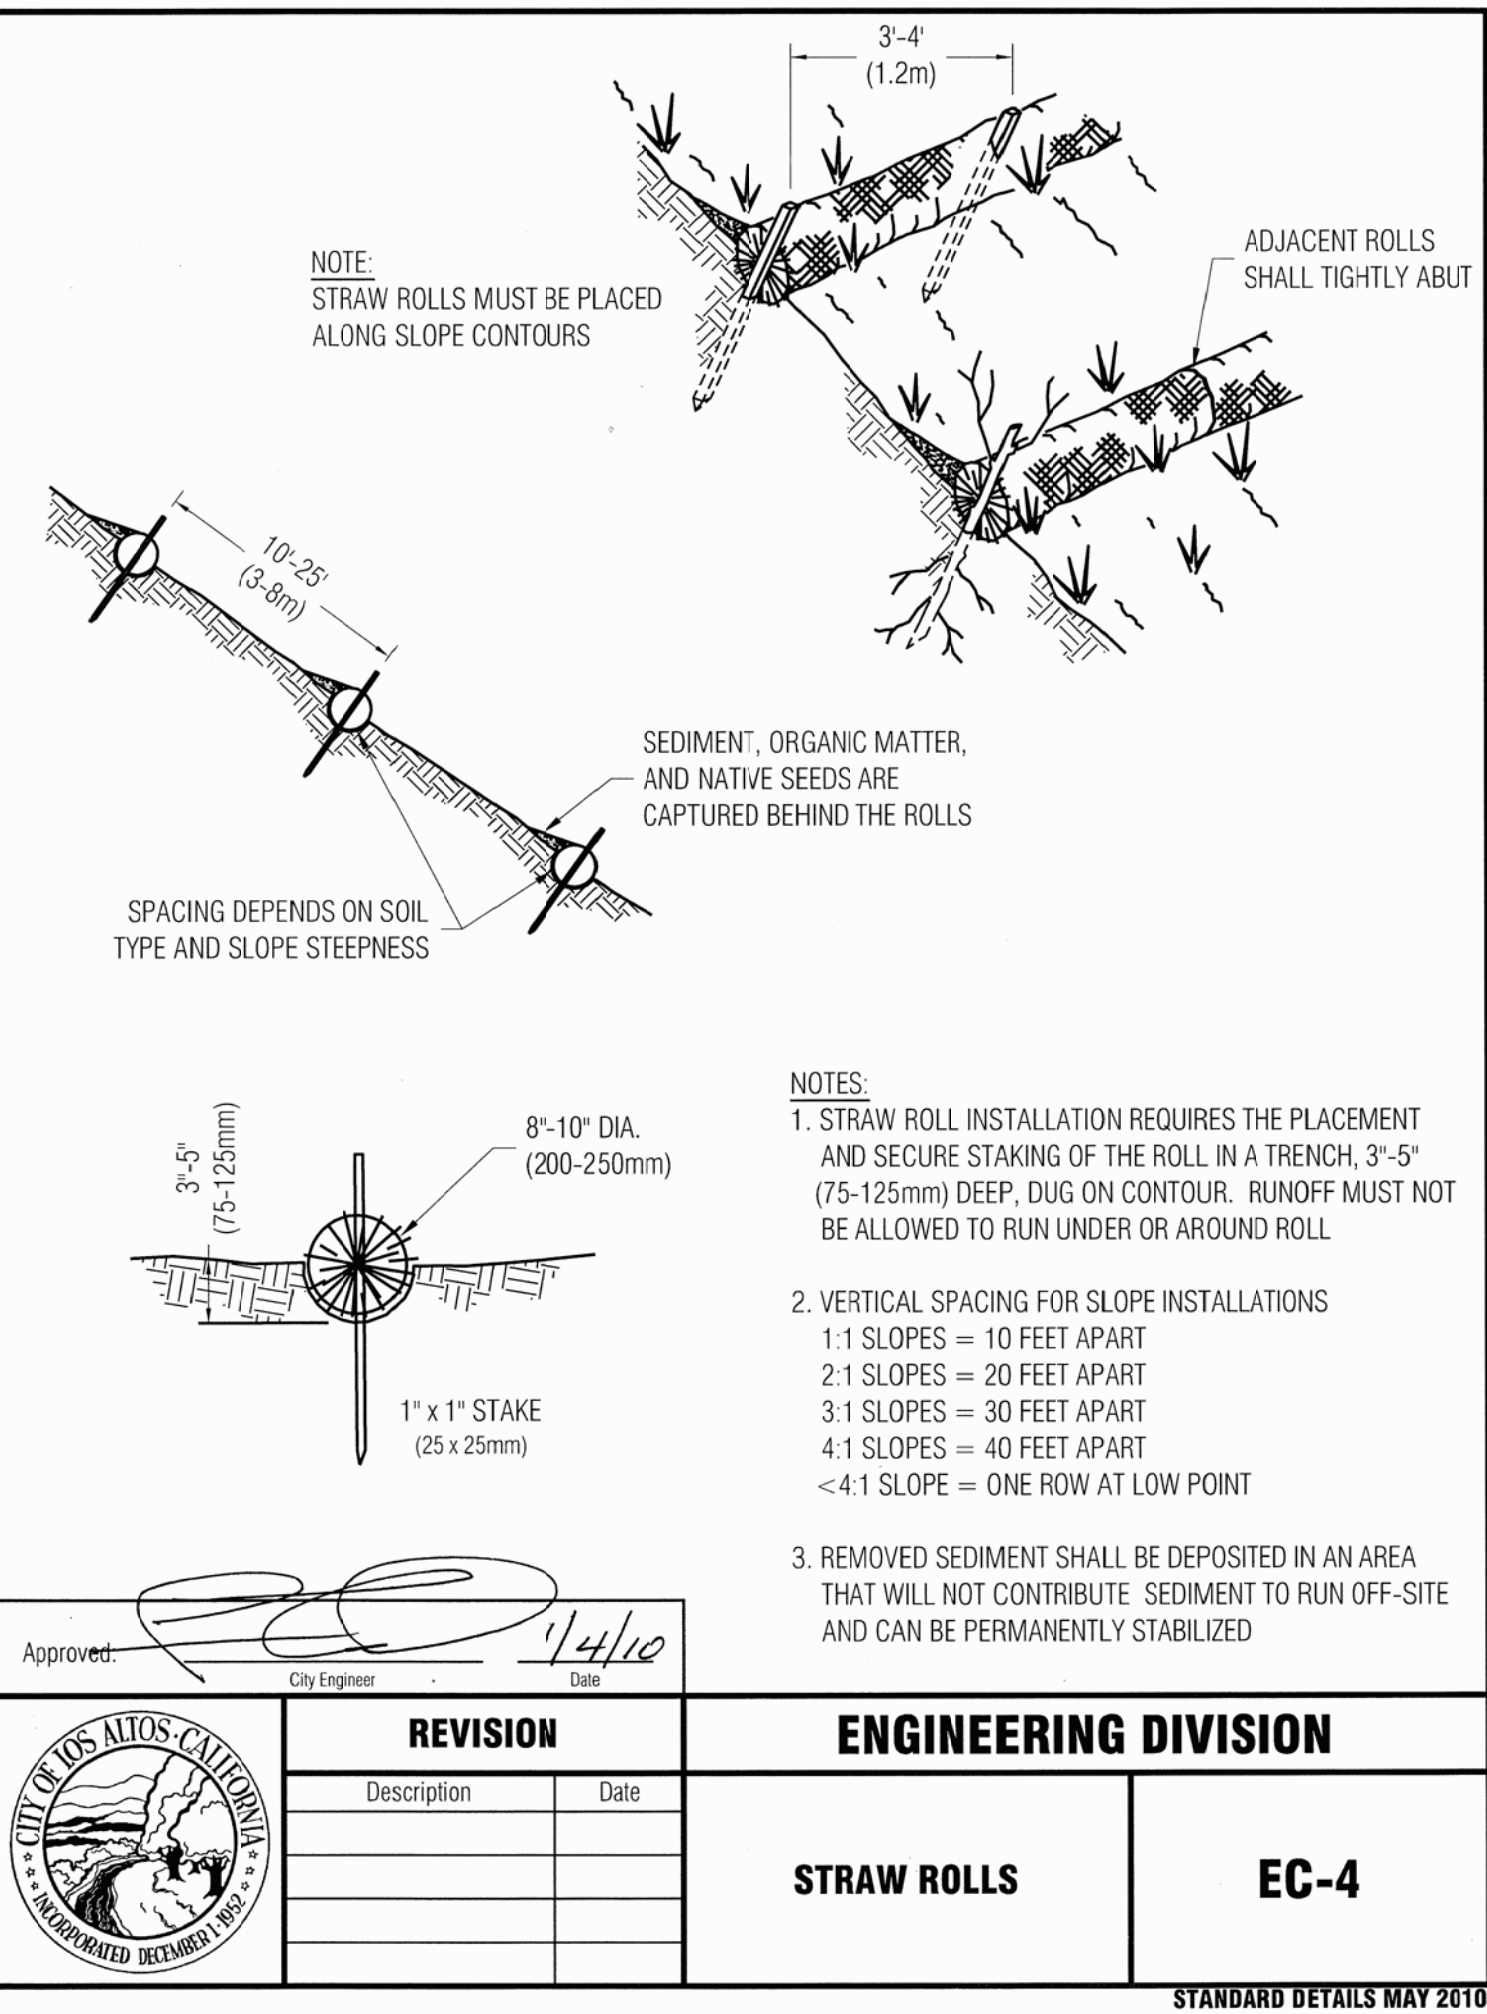 3'-4'
(1.2m)
NOTE:
STRAW ROLLS MUST BE PLACED
ALONG SLOPE CONTOURS
ADJACENT ROLLS
SHALL TIGHTLY ABUT
10'-25'
(3-8m)
SEDIMENT, ORGANIC MATTER,
AND NATIVE SEEDS ARE
CAPTURED BEHIND THE ROLLS
SPACING DEPENDS ON SOIL
TYPE AND SLOPE STEEPNESS
3"-5"
(75-125mm)
8"-10" DIA.
(200-250mm)
1" x 1" STAKE
(25 x 25mm)
NOTES:
1. STRAW ROLL INSTALLATION REQUIRES THE PLACEMENT
AND SECURE STAKING OF THE ROLL IN A TRENCH, 3"-5"
(75-125mm) DEEP, DUG ON CONTOUR. RUNOFF MUST NOT
BE ALLOWED TO RUN UNDER OR AROUND ROLL
2. VERTICAL SPACING FOR SLOPE INSTALLATIONS
1:1 SLOPES = 10 FEET APART
2:1 SLOPES = 20 FEET APART
3:1 SLOPES = 30 FEET APART
4:1 SLOPES = 40 FEET APART
<4:1 SLOPE = ONE ROW AT LOW POINT
3. REMOVED SEDIMENT SHALL BE DEPOSITED IN AN AREA
THAT WILL NOT CONTRIBUTE SEDIMENT TO RUN OFF-SITE
AND CAN BE PERMANENTLY STABILIZED
Approved:
1/4/10
City Engineer
Date
CITY OF LOS ALTOS · CALIFORNIA
INCORPORATED DECEMBER 1·1952
REVISION
Description
Date
ENGINEERING DIVISION
STRAW ROLLS
EC-4
STANDARD DETAILS MAY 2010